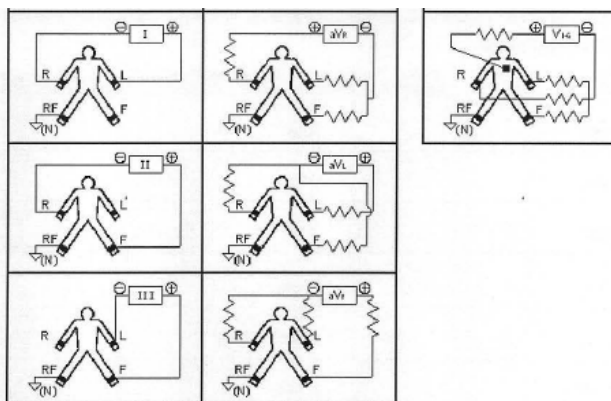 ⊖ I ⊕
R L
RF F
(N)
⊕ aVR ⊖
R L
RF F
(N)
⊕ V1-6 ⊖
R L
RF F
(N)
⊖ II ⊕
R L'
RF F
(N)
⊖ aVL ⊕
R L
RF F
(N)
⊖ III ⊕
R L
RF F
(N)
⊖ aVF ⊕
R L
RF F
(N)